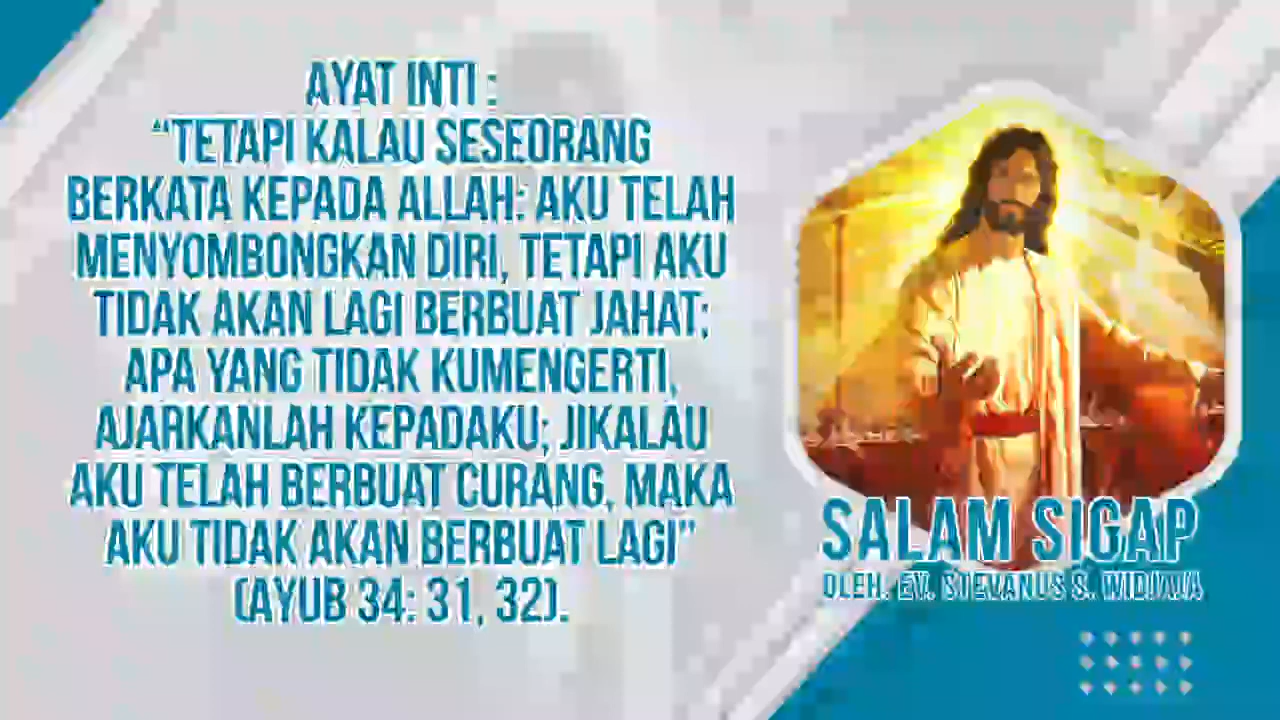 AYAT INTI :
“TETAPI KALAU SESEORANG
BERKATA KEPADA ALLAH: AKU TELAH
MENYOMBONGKAN DIRI, TETAPI AKU
TIDAK AKAN LAGI BERBUAT JAHAT;
APA YANG TIDAK KUMENGERTI,
AJARKANLAH KEPADAKU; JIKALAU
AKU TELAH BERBUAT CURANG, MAKA
AKU TIDAK AKAN BERBUAT LAGI”
(AYUB 34: 31, 32).
SALAM SIGAP
OLEH. EV. STEVANUS S. WIDJAJA